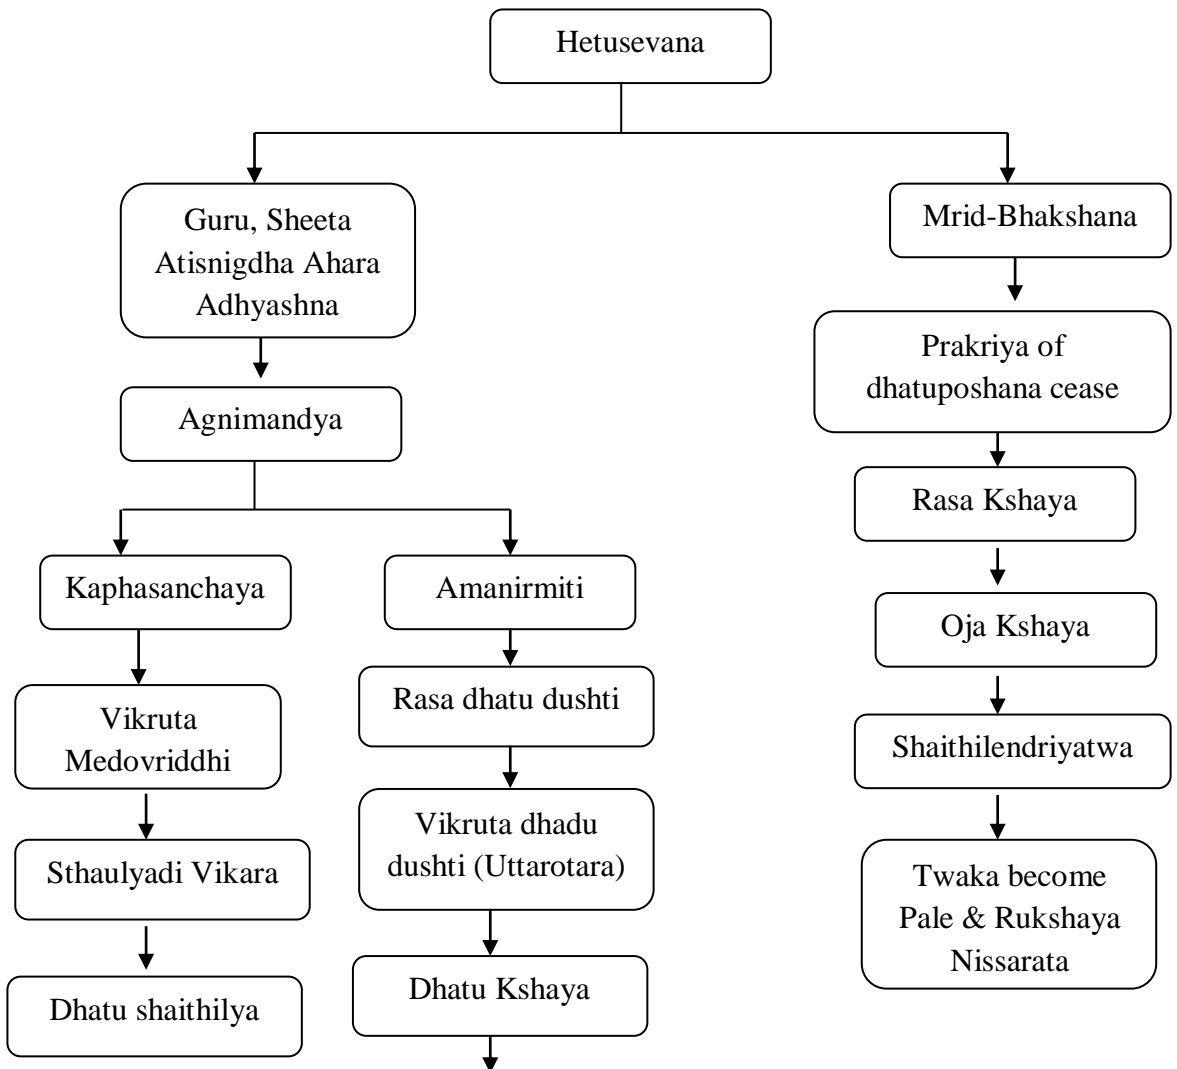 Hetusevana
Guru, Sheeta
Atisnigdha Ahara
Adhyashna
Agnimandya
Kaphasanchaya
Vikruta
Medovriddhi
Sthaulyadi Vikara
Dhatu shaithilya
Amanirmiti
Rasa dhatu dushti
Vikruta dhadu
dushti (Uttarotara)
Dhatu Kshaya
Mrid-Bhakshana
Prakriya of
dhatuposhana cease
Rasa Kshaya
Oja Kshaya
Shaithilendriyatwa
Twaka become
Pale & Rukshaya
Nissarata